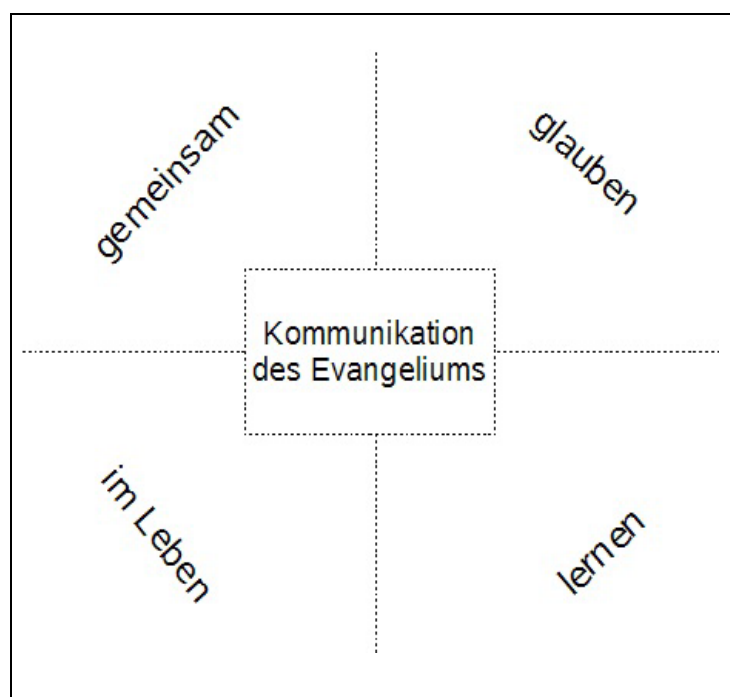 gemeinsam
glauben
Kommunikation
des Evangeliums
im Leben
lernen